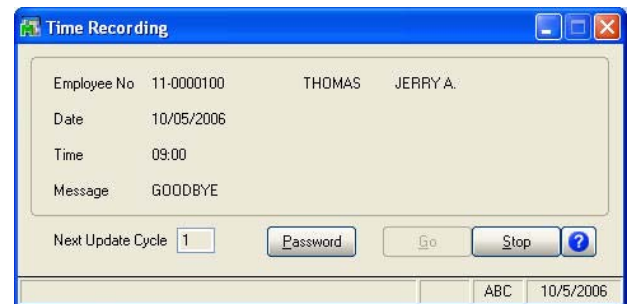 Time Recording
Employee No 11-0000100 THOMAS JERRY A.
Date 10/05/2006
Time 09:00
Message GOODBYE
Next Update Cycle 1 Password Go Stop ?
ABC 10/5/2006